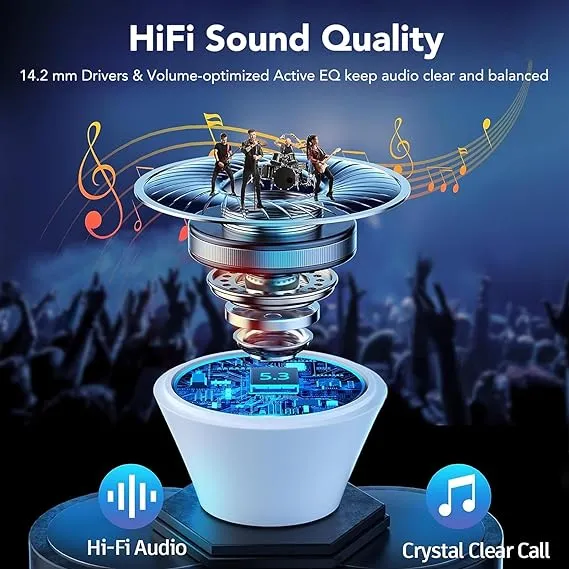 HiFi Sound Quality
14.2 mm Drivers & Volume-optimized Active EQ keep audio clear and balanced
5.3
Hi-Fi Audio
Crystal Clear Call